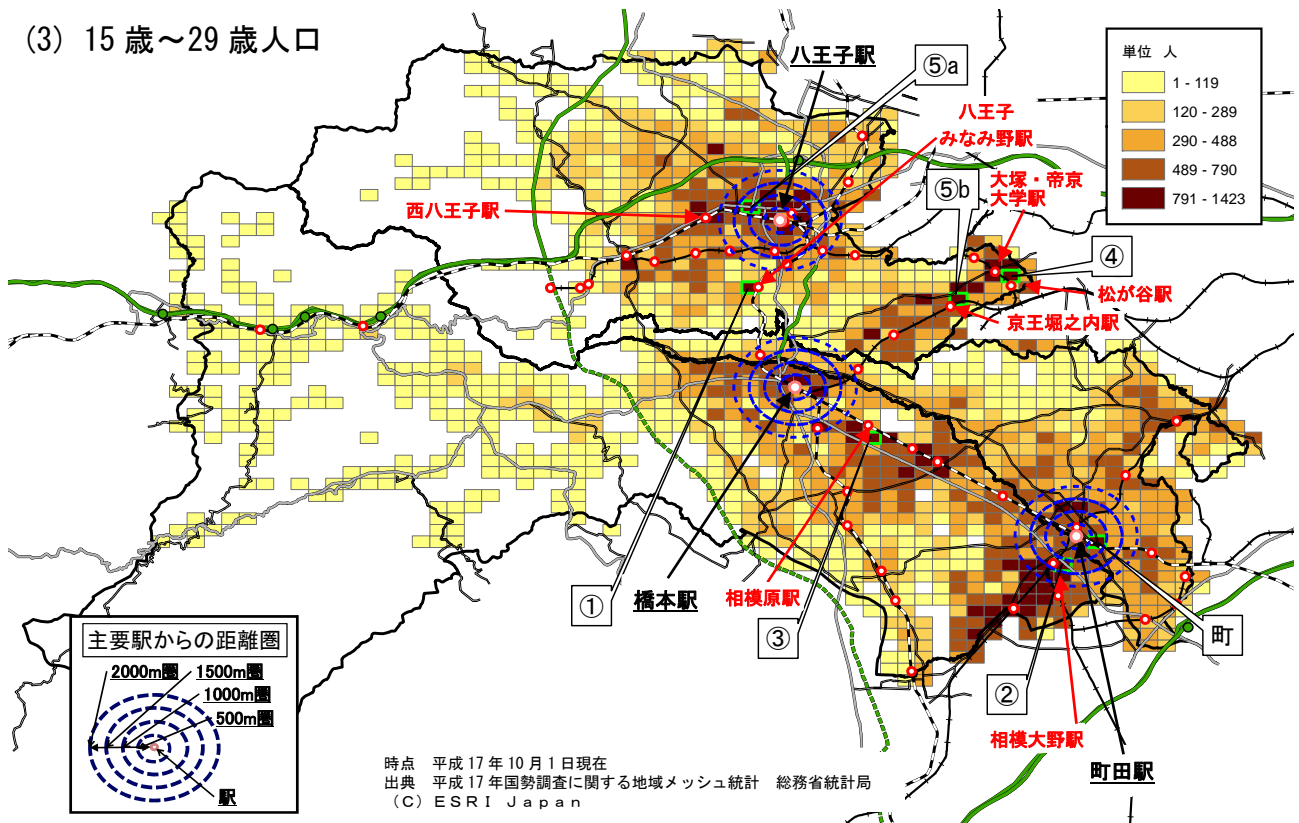 (3) 15歳～29歳人口
八王子駅
⑤a
八王子
みなみ野駅
単位 人
1 - 119
120 - 289
290 - 488
489 - 790
791 - 1423
西八王子駅
⑤b
大塚・帝京
大学駅
④
松が谷駅
京王堀之内駅
①
橋本駅
相模原駅
③
町
②
相模大野駅
町田駅
主要駅からの距離圏
2000m圏
1500m圏
1000m圏
500m圏
駅
時点 平成17年10月1日現在
出典 平成17年国勢調査に関する地域メッシュ統計 総務省統計局
（C）ESRI Japan